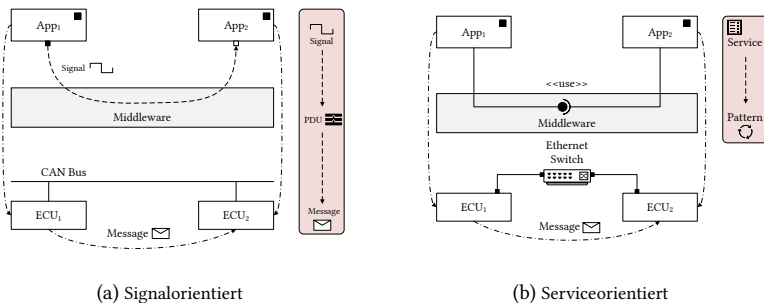 App₁
App₂
Signal
Middleware
CAN Bus
ECU₁
ECU₂
Message
Signal
PDU
Message
(a) Signalorientiert
App₁
App₂
<<use>>
Middleware
Ethernet
Switch
ECU₁
ECU₂
Message
Service
Pattern
(b) Serviceorientiert